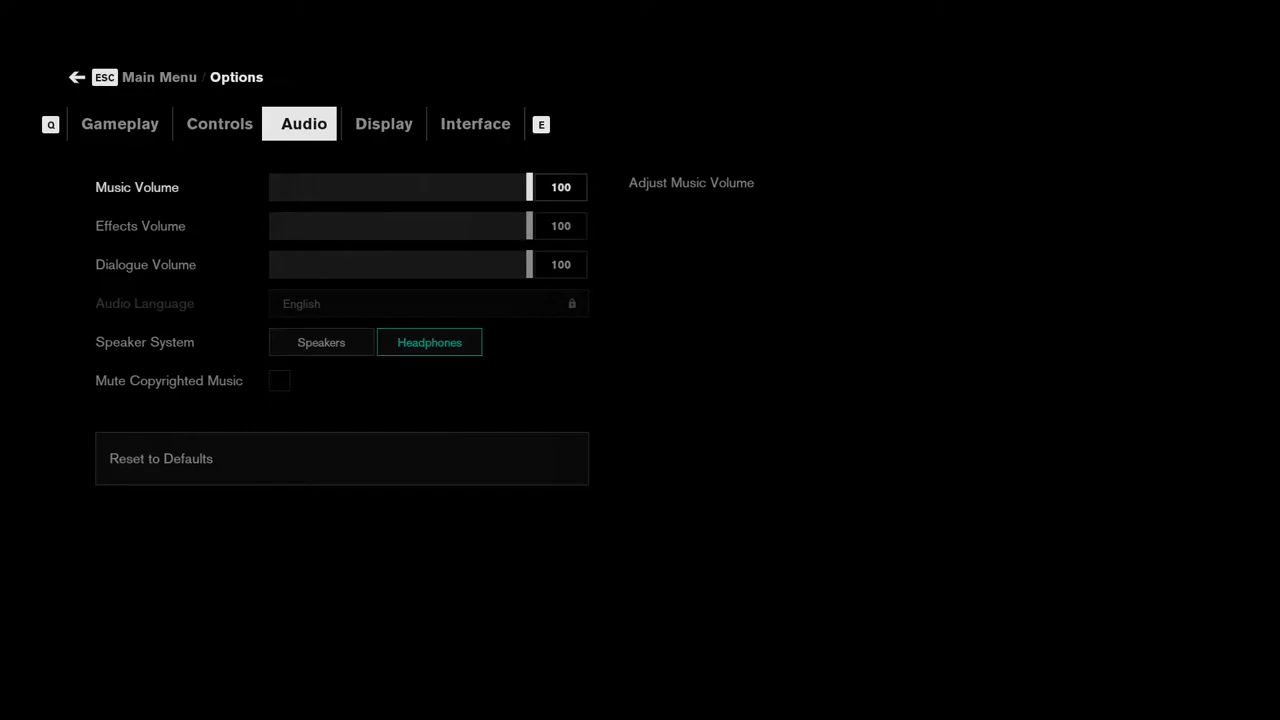 ESC Main Menu / Options
Q Gameplay Controls Audio Display Interface E
Music Volume 100 Adjust Music Volume
Effects Volume 100
Dialogue Volume 100
Audio Language English
Speaker System Speakers Headphones
Mute Copyrighted Music
Reset to Defaults